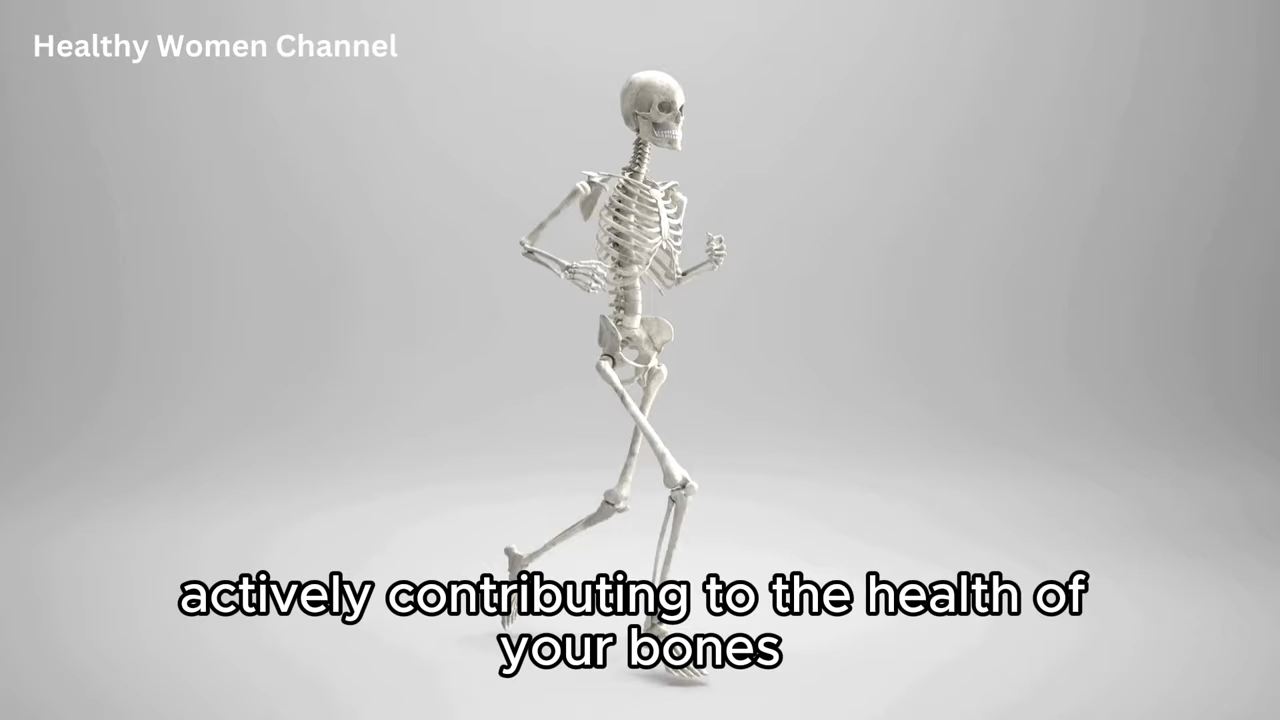 Healthy Women Channel
actively contributing to the health of
your bones